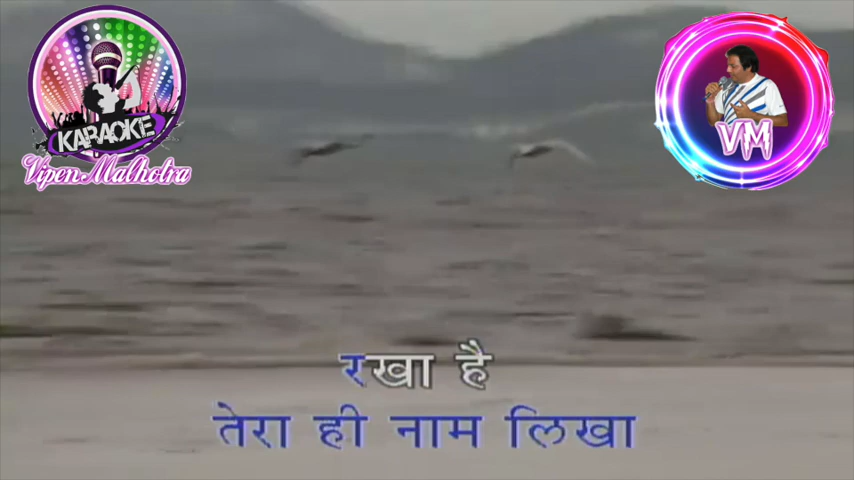 KARAOKE
Vipen Malhotra
VM
रखा है
तेरा ही नाम लिखा